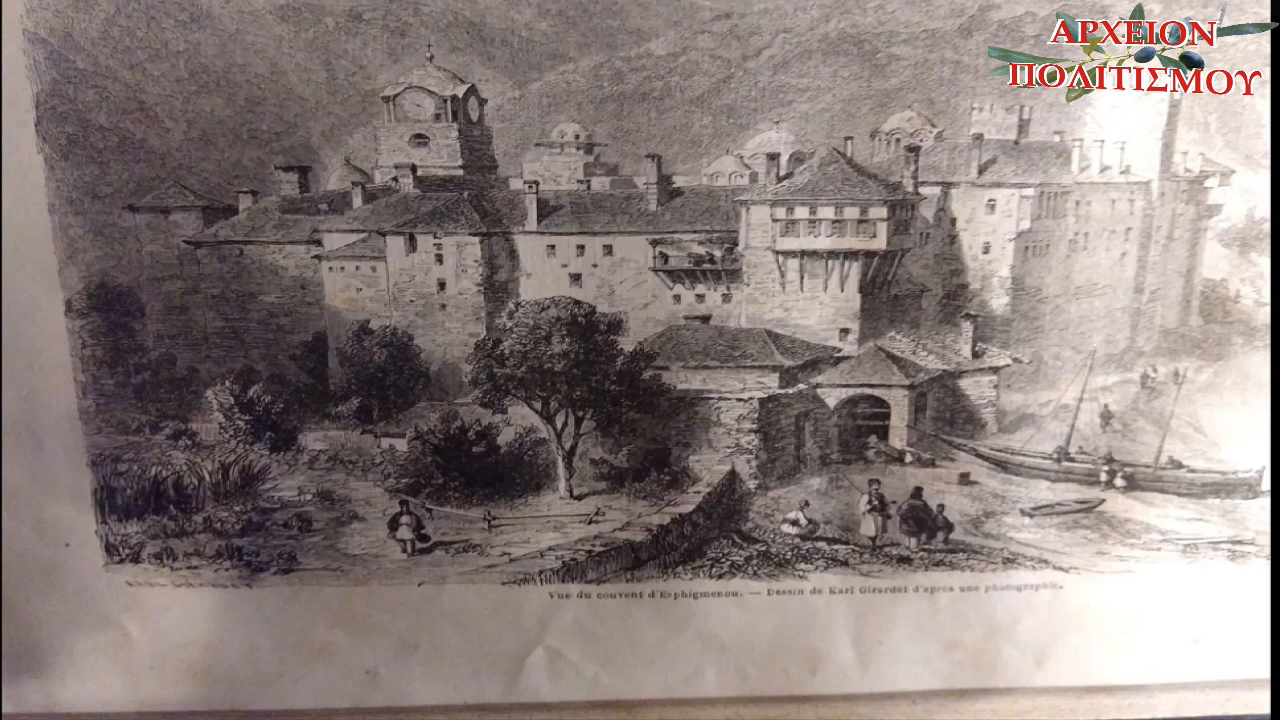 ΑΡΧΕΙΟΝ
ΠΟΛΙΤΙΣΜΟΥ
Vue du couvent d'Esphigmenou. — Dessin de Karl Girardet d'après une photographie.